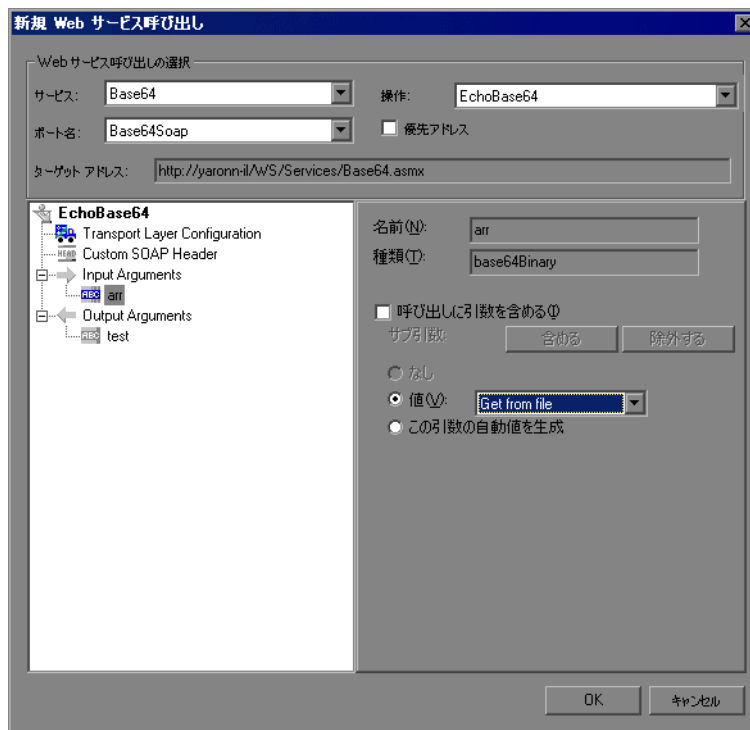 新規 Web サービス呼び出し
Web サービス呼び出しの選択
サービス: Base64 操作: EchoBase64
ポート名: Base64Soap 優先アドレス
ターゲット アドレス: http://yaronn-il/WS/Services/Base64.asmx
EchoBase64
Transport Layer Configuration
HEAD Custom SOAP Header
Input Arguments
ABC arr
Output Arguments
ABC test
名前(N): arr
種類(T): base64Binary
呼び出しに引数を含める(I)
サブ引数: 含める 除外する
なし
値(V): Get from file
この引数の自動値を生成
OK キャンセル